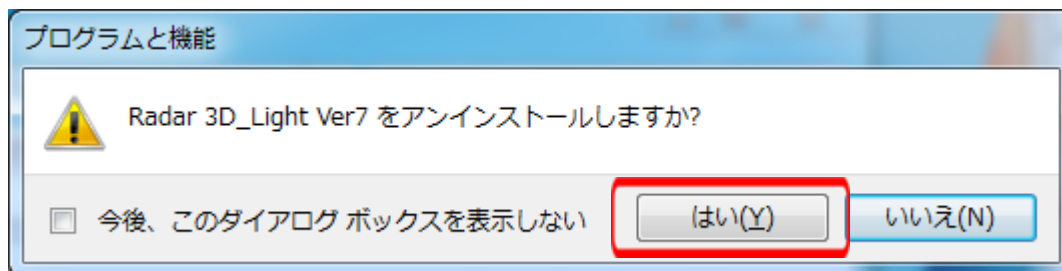 プログラムと機能
Radar 3D_Light Ver7 をアンインストールしますか?
今後、このダイアログ ボックスを表示しない はい(Y) いいえ(N)